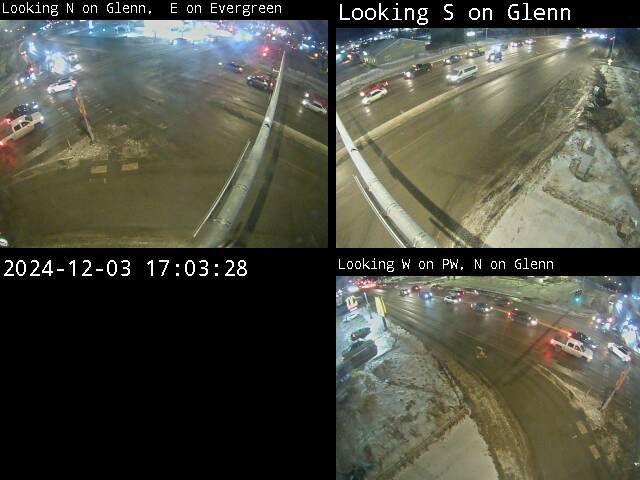 Looking N on Glenn, E on Evergreen
Looking S on Glenn
2024-12-03 17:03:28
Looking W on PW, N on Glenn